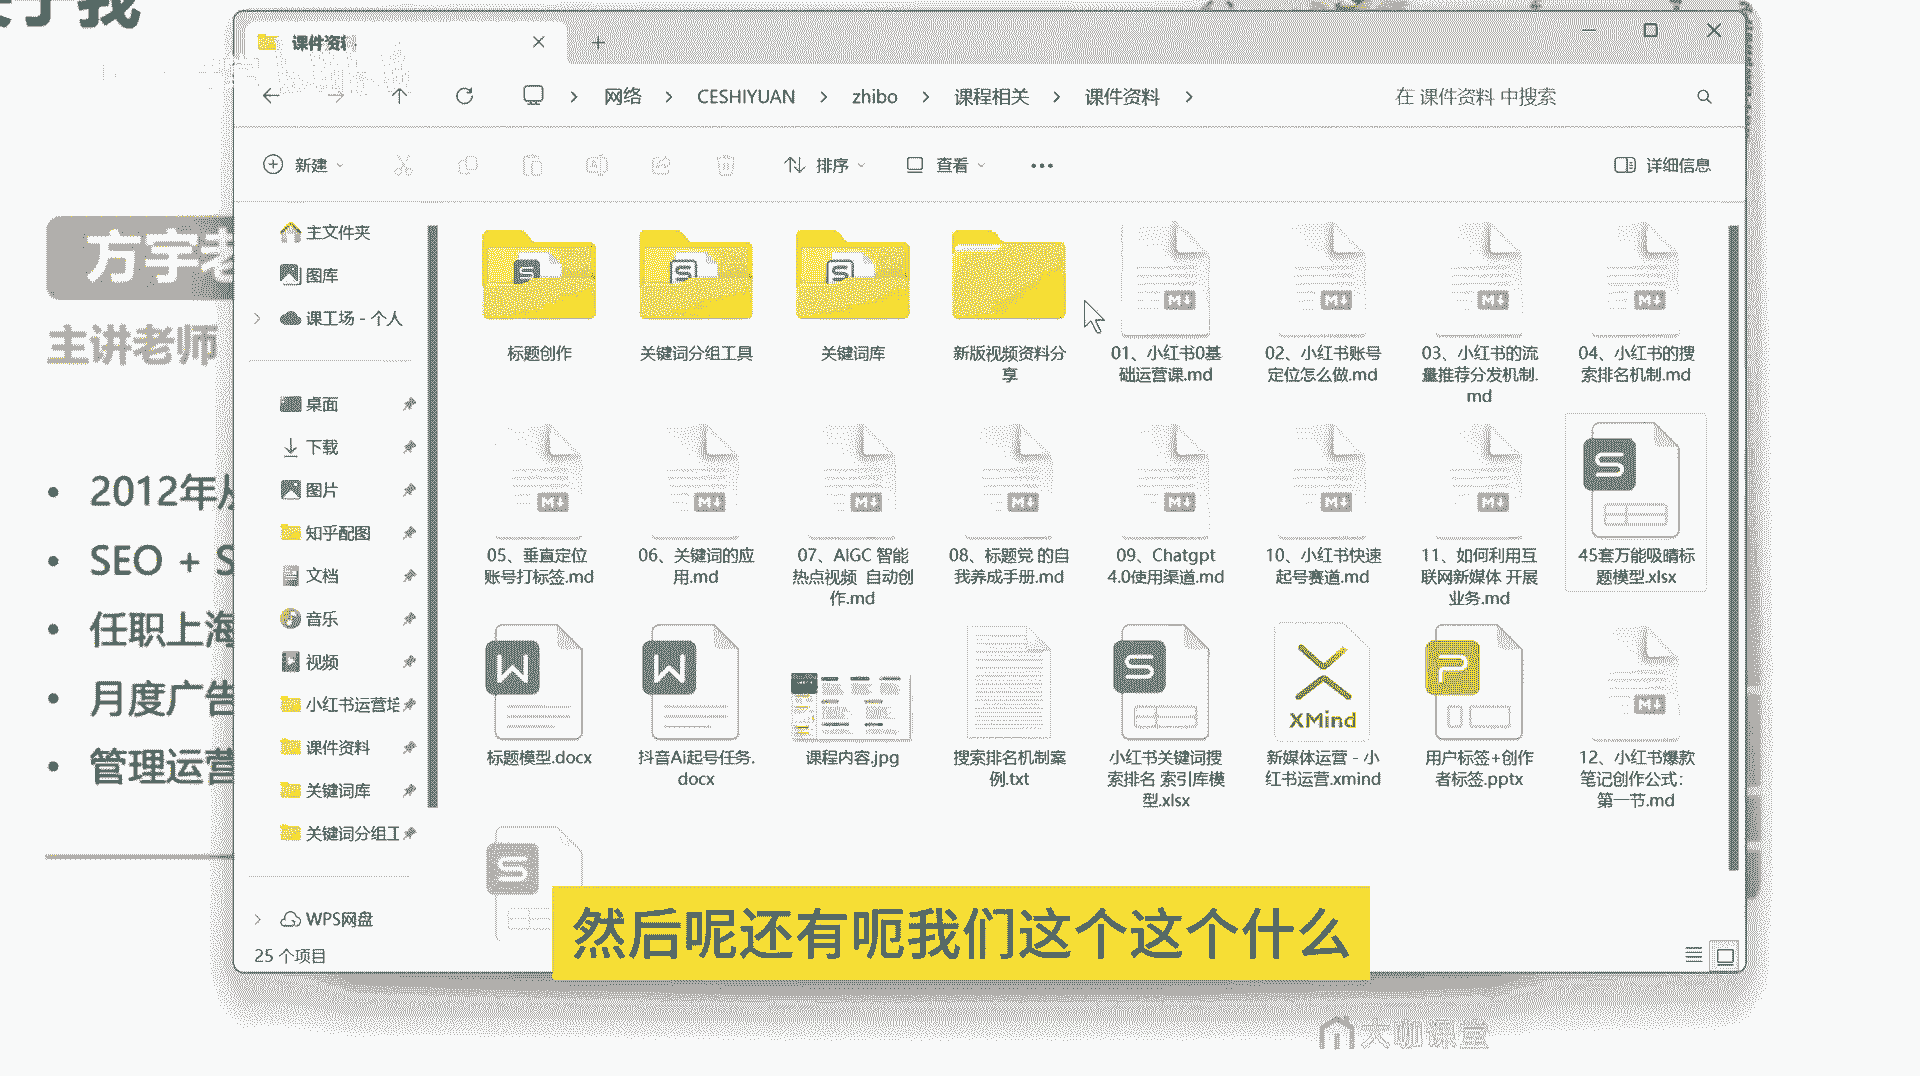 于我
课件资料
网络
CESHIYUAN
zhibo
课程相关
课件资料
在 课件资料 中搜索
新建
排序
查看
详细信息
方宇老
主讲老师
2012年从
SEO + S
任职上海
月度广告
管理运营
主文件夹
图库
课工场 - 个人
桌面
下载
图片
知乎配图
文档
音乐
视频
小红书运营培
课件资料
关键词库
关键词分组工
WPS网盘
25 个项目
标题创作
关键词分组工具
关键词库
新版视频资料分
享
01、小红书0基
础运营课.md
02、小红书账号
定位怎么做.md
03、小红书的流
量推荐分发机制.
md
04、小红书的搜
索排名机制.md
05、垂直定位
账号打标签.md
06、关键词的应
用.md
07、AIGC 智能
热点视频 自动创
作.md
08、标题党 的自
我养成手册.md
09、Chatgpt
4.0使用渠道.md
10、小红书快速
起号赛道.md
11、如何利用互
联网新媒体 开展
业务.md
45套万能吸睛标
题模型.xlsx
标题模型.docx
抖音Ai起号任务.
docx
课程内容.jpg
搜索排名机制案
例.txt
小红书关键词搜
索排名 索引库模
型.xlsx
XMind
新媒体运营 - 小
红书运营.xmind
用户标签+创作
者标签.pptx
12、小红书爆款
笔记创作公式：
第一节.md
然后呢还有呃我们这个这个什么
大咖课堂